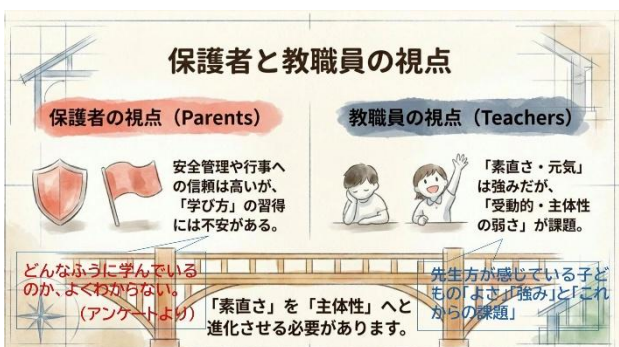 保護者と教職員の視点
保護者の視点（Parents）
安全管理や行事へ
の信頼は高いが、
「学び方」の習得
には不安がある。
教職員の視点（Teachers）
「素直さ・元気」
は強みだが、
「受動的・主体性
の弱さ」が課題。
どんなふうに学んでいる
のか、よくわからない。
（アンケートより）
「素直さ」を「主体性」へと
進化させる必要があります。
先生方が感じている子ど
もの「よさ」「強み」と「これ
からの課題」